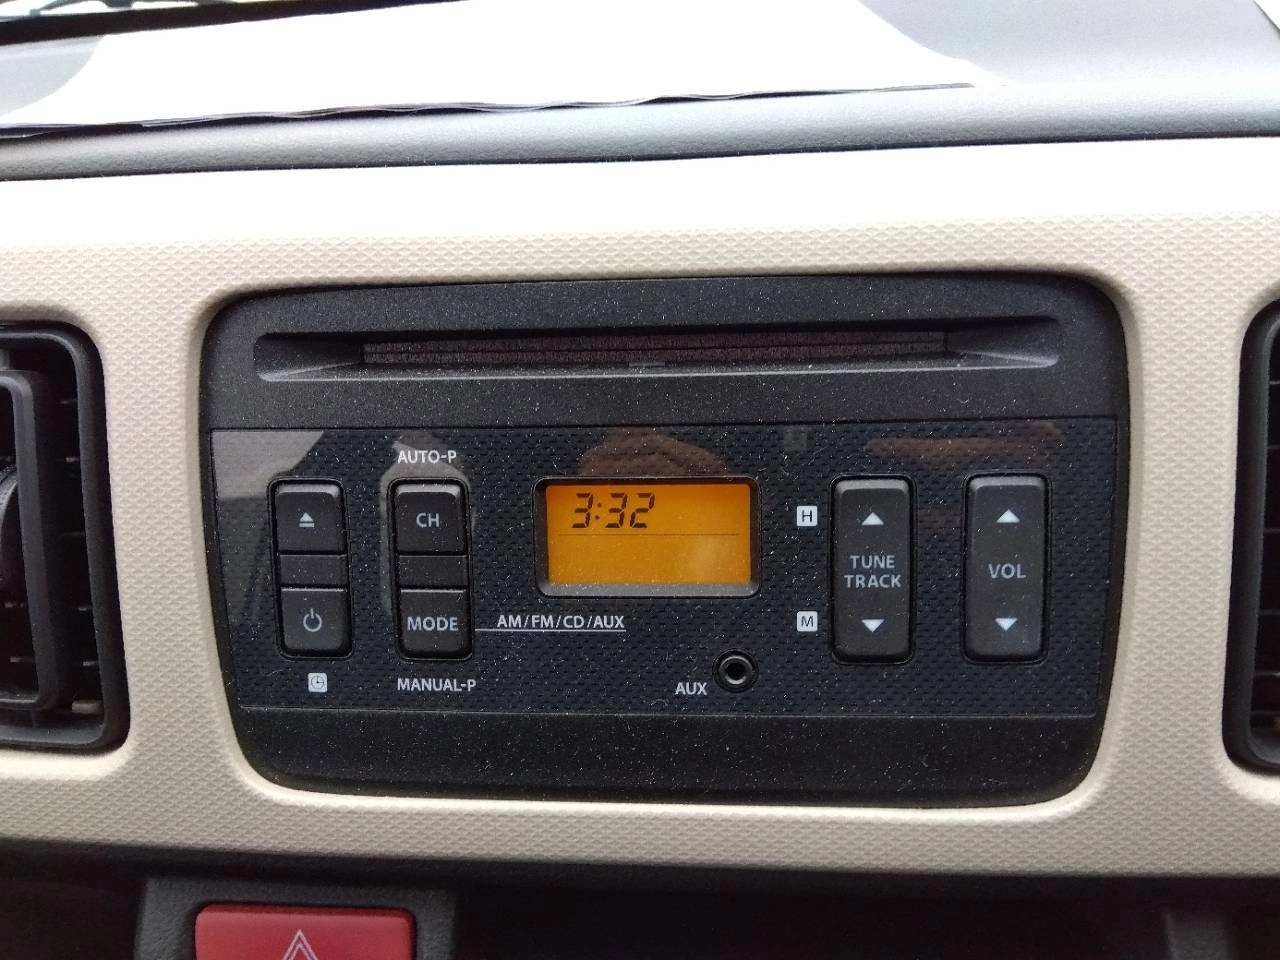 AUTO-P
CH
3:32
H
TUNE
TRACK
VOL
MODE
AM/FM/CD/AUX
M
MANUAL-P
AUX